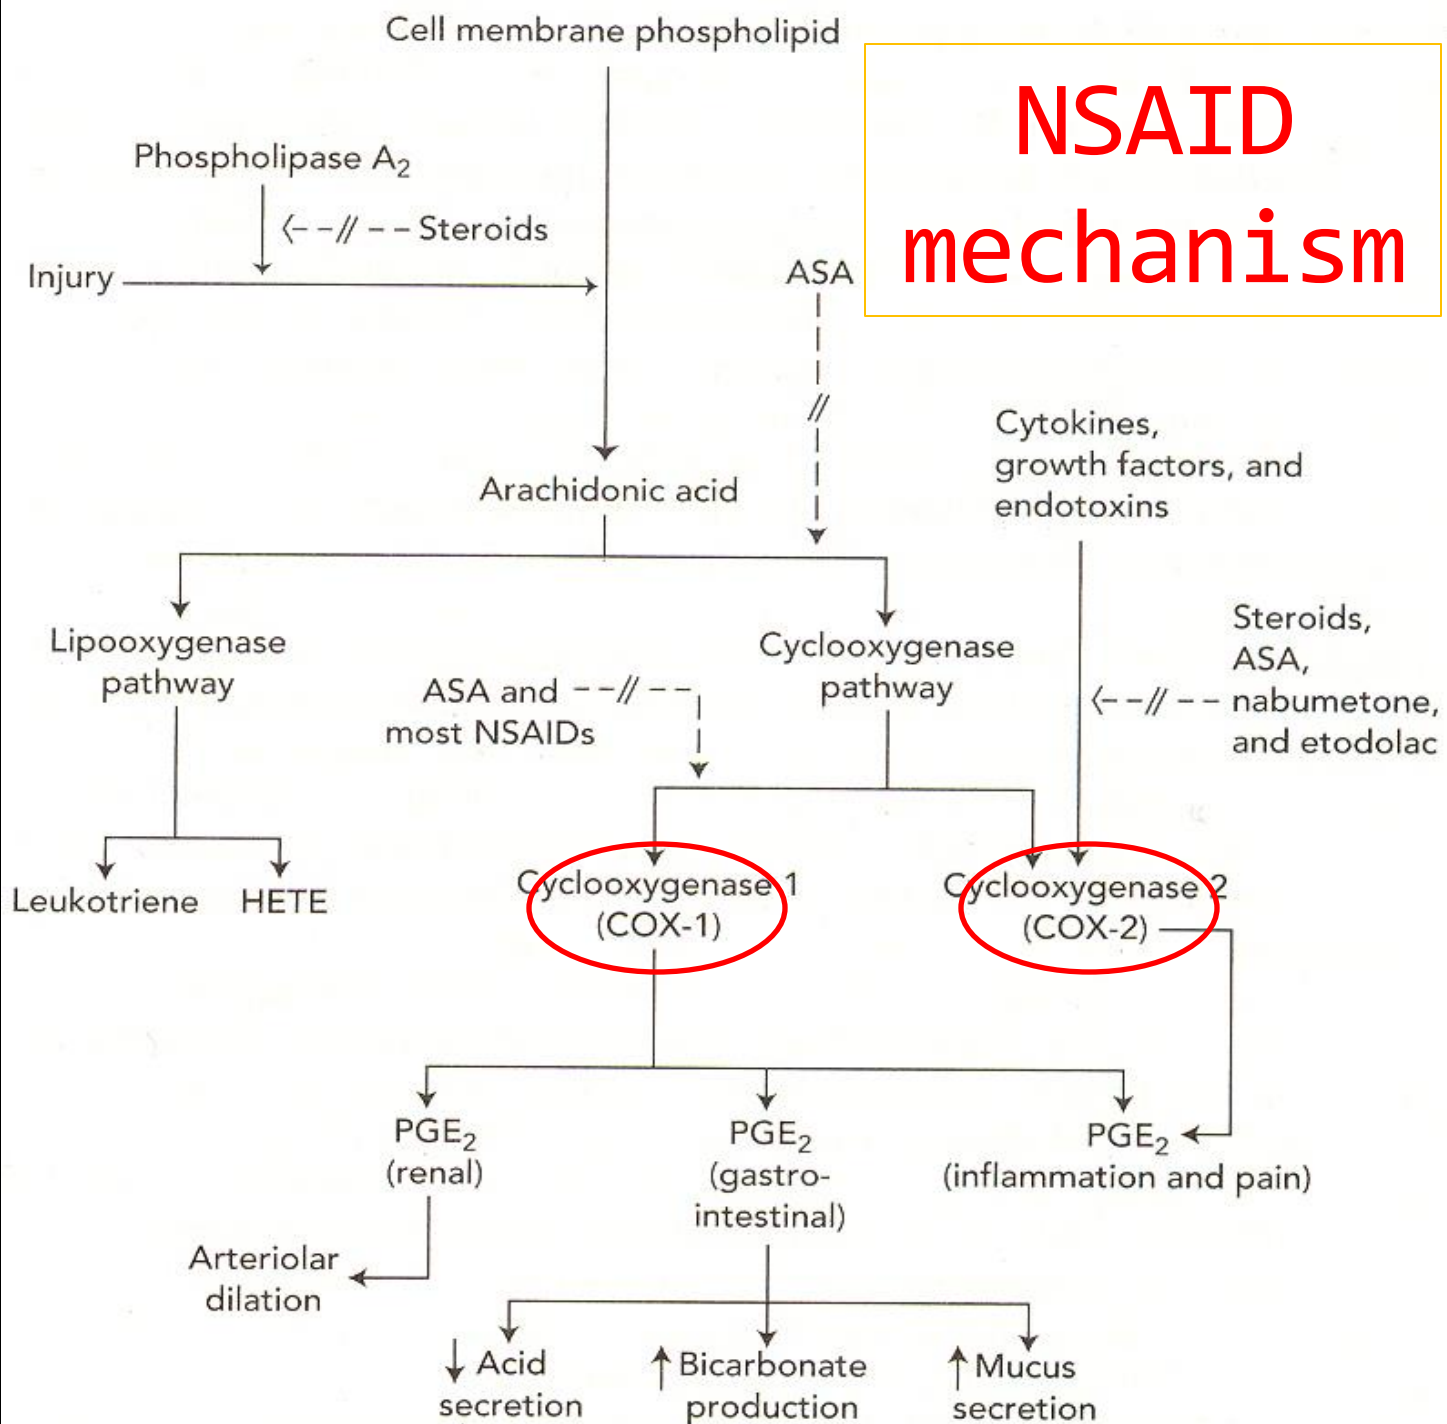 Cell membrane phospholipid
NSAID
mechanism
Phospholipase A₂
Steroids
Injury
ASA
Cytokines,
growth factors, and
endotoxins
Arachidonic acid
Lipooxygenase
pathway
Cyclooxygenase
pathway
ASA and
most NSAIDs
Steroids,
ASA,
nabumetone,
and etodolac
Leukotriene
HETE
Cyclooxygenase 1
(COX-1)
Cyclooxygenase 2
(COX-2)
PGE₂
(renal)
PGE₂
(gastro-
intestinal)
PGE₂
(inflammation and pain)
Arteriolar
dilation
↓ Acid
secretion
↑ Bicarbonate
production
↑ Mucus
secretion